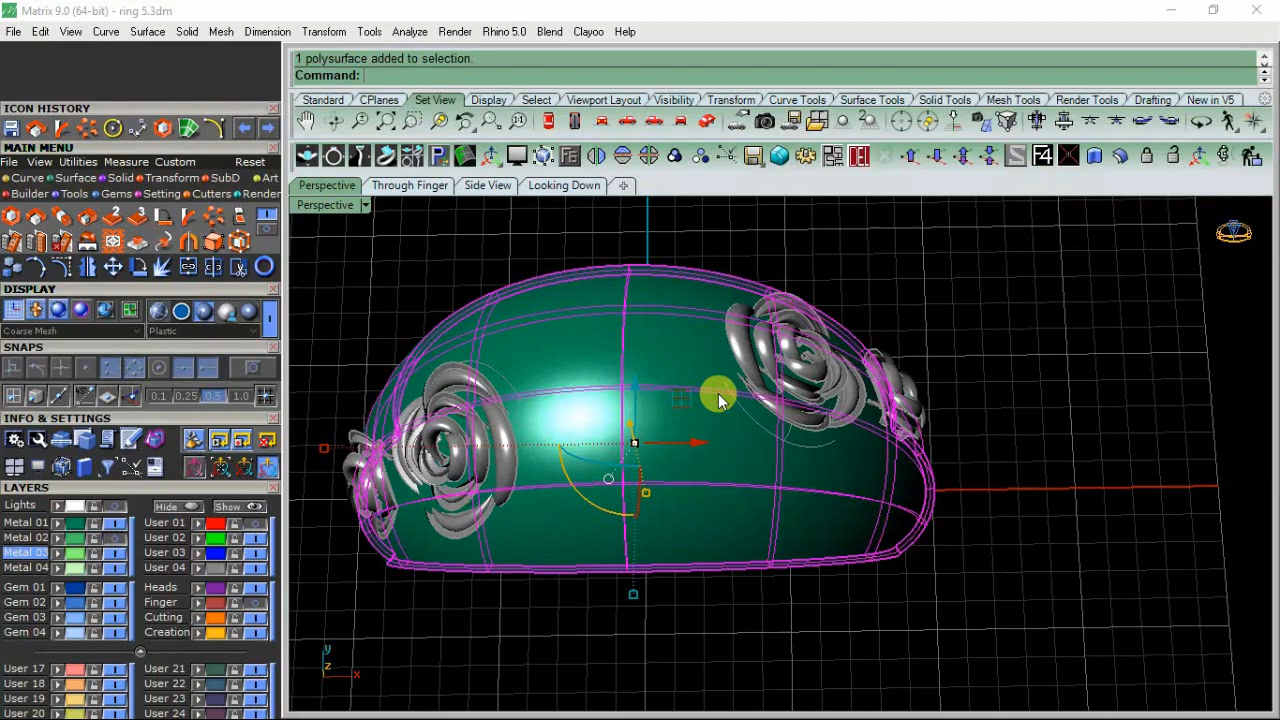 Matrix 9.0 (64-bit) - ring 5.3dm
File Edit View Curve Surface Solid Mesh Dimension Transform Tools Analyze Render Rhino 5.0 Blend Clayoo Help
1 polysurface added to selection.
Command:
Standard CPlanes Set View Display Select Viewport Layout Visibility Transform Curve Tools Surface Tools Solid Tools Mesh Tools Render Tools Drafting New in V5
ICON HISTORY
MAIN MENU
File View Utilities Measure Custom Reset
Curve Surface Solid Transform SubD Art
Builder Tools Gems Setting Cutters Render
Perspective Through Finger Side View Looking Down
Perspective
DISPLAY
Coarse Mesh Plastic
SNAPS
0.1 0.25 0.5 1.0
INFO & SETTINGS
LAYERS
Lights Hide Show
Metal 01 User 01
Metal 02 User 02
Metal 03 User 03
Metal 04 User 04
Gem 01 Heads
Gem 02 Finger
Gem 03 Cutting
Gem 04 Creation
User 17 User 21
User 18 User 22
User 19 User 23
User 20 User 24
F4
FE
y
z
x